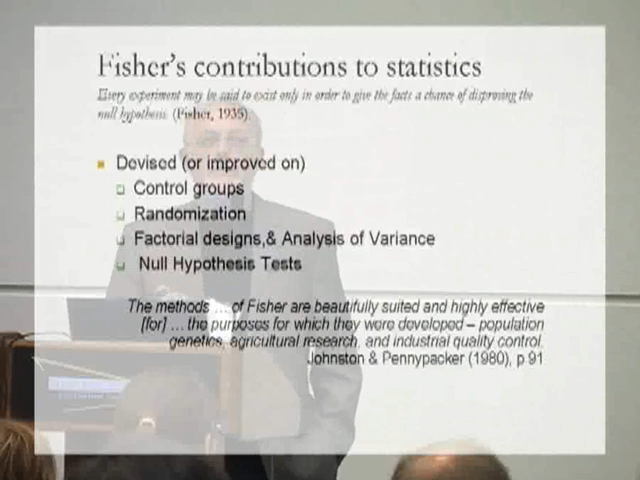 Fisher's contributions to statistics
Every experiment may be said to exist only in order to give the facts a chance of disproving the
null hypothesis. (Fisher, 1935).
Devised (or improved on)
Control groups
Randomization
Factorial designs,& Analysis of Variance
Null Hypothesis Tests
The methods … of Fisher are beautifully suited and highly effective
[for] … the purposes for which they were developed – population
genetics, agricultural research, and industrial quality control.
Johnston & Pennypacker (1980), p 91